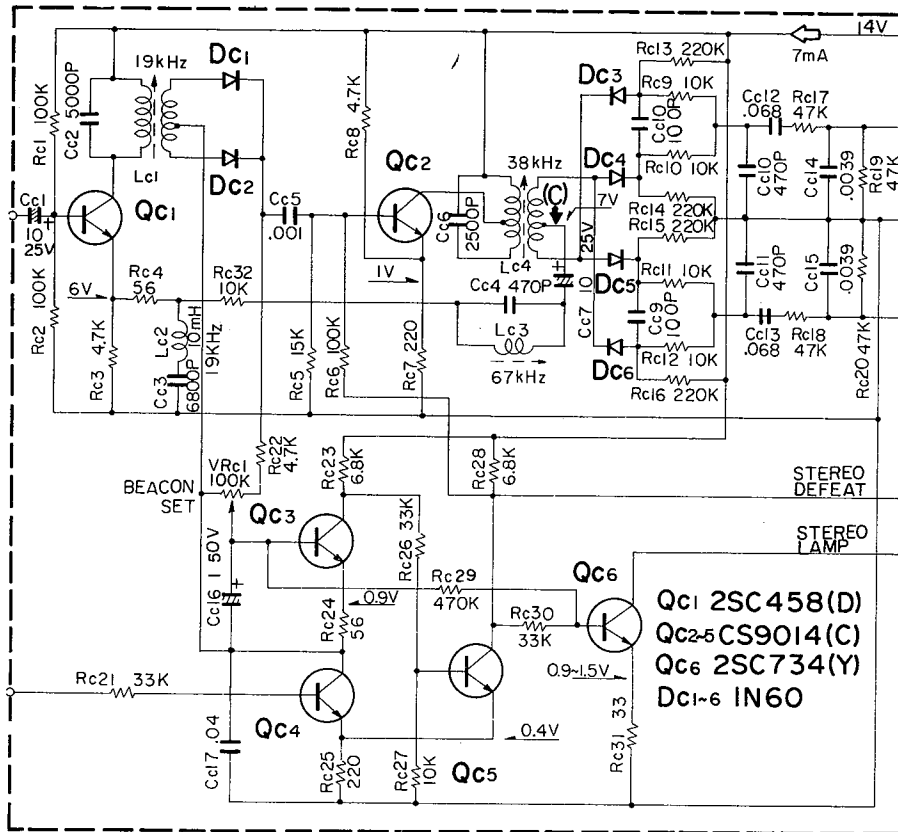 14V
7mA
Rc13 220K
Rc9 10K
Cc10
100P
Rc10 10K
Rc14 220K
Rc15 220K
Rc11 10K
Cc9
100P
Rc12 10K
Rc16 220K
Cc12
.068
Rc17
47K
Cc10
470P
Cc14
.0039
Rc19
47K
Cc11
470P
Cc15
.0039
Cc13
.068
Rc18
47K
Rc20 47K
Dc1
19kHz
Dc2
Lc1
Rc1 100K
Cc2 5000P
Cc1
10
25V
Qc1
Rc2 100K
6V
Rc4
56
Rc32
10K
Rc3 4.7K
Lc2
10mH
Cc3
6800P
19KHz
Cc5
.001
Rc8 4.7K
Qc2
1V
Rc5 15K
Rc6 100K
Rc7 220
Cc6
2500P
38kHz
(C)
7V
Lc4
Cc4 470P
Lc3
67kHz
Cc7 10
25V
Dc3
Dc4
Dc5
Dc6
Rc22
4.7K
VRc1
100K
BEACON
SET
Rc23
6.8K
Rc28
6.8K
STEREO
DEFEAT
STEREO
LAMP
Qc3
Cc16 1 50V
+
Rc26 33K
Rc29
470K
0.9V
Rc24
56
Rc30
33K
Qc6
0.9~1.5V
Rc21 33K
Qc4
0.4V
Cc17 .04
Rc25
220
Rc27
10K
Qc5
Rc31 33
Qc1 2SC458(D)
Qc2~5 CS9014(C)
Qc6 2SC734(Y)
Dc1~6 1N60